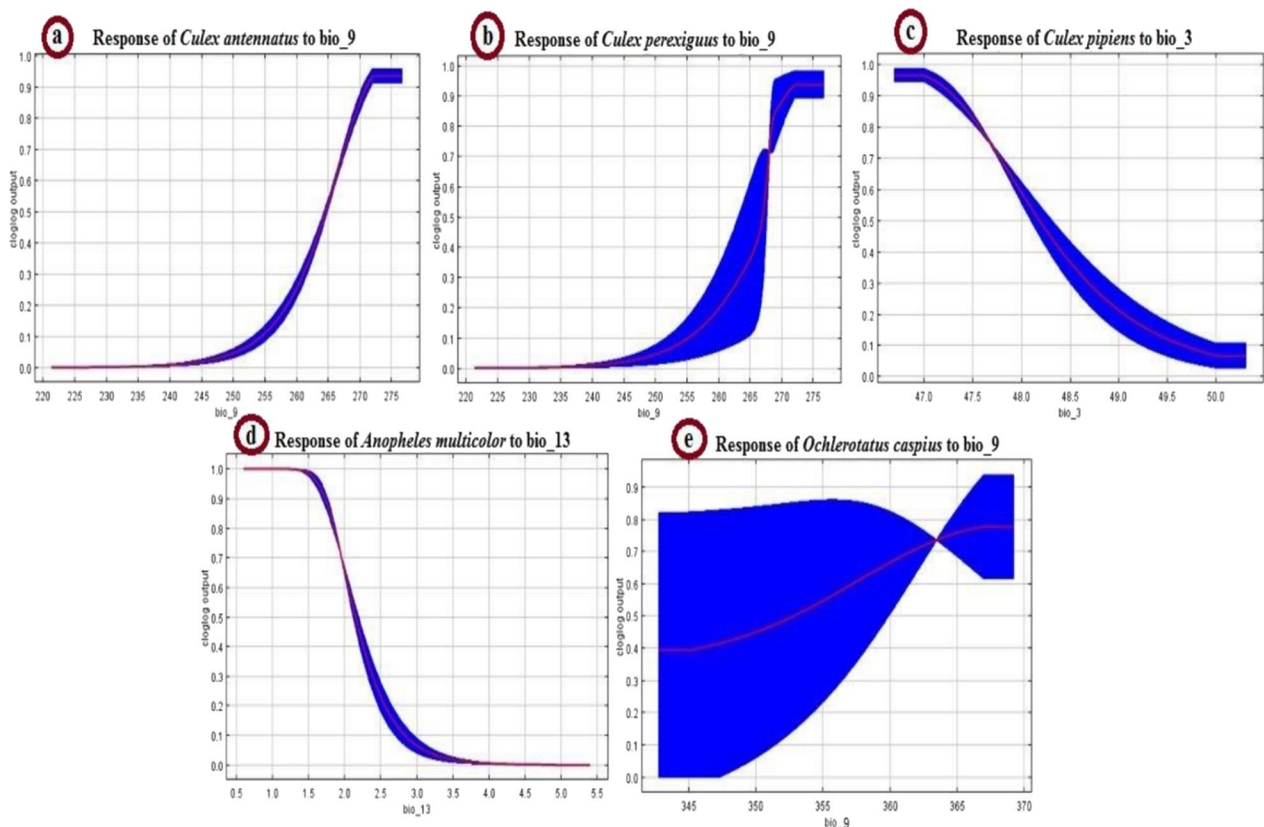 a Response of Culex antennatus to bio_9
1.0
0.9
0.8
0.7
0.6
0.5
0.4
0.3
0.2
0.1
0.0
cloglog output
220 225 230 235 240 245 250 255 260 265 270 275
bio_9
b Response of Culex perexiguus to bio_9
1.0
0.9
0.8
0.7
0.6
0.5
0.4
0.3
0.2
0.1
0.0
cloglog output
220 225 230 235 240 245 250 255 260 265 270 275
bio_9
c Response of Culex pipiens to bio_3
1.0
0.9
0.8
0.7
0.6
0.5
0.4
0.3
0.2
0.1
0.0
cloglog output
47.0 47.5 48.0 48.5 49.0 49.5 50.0
bio_3
d Response of Anopheles multicolor to bio_13
1.0
0.9
0.8
0.7
0.6
0.5
0.4
0.3
0.2
0.1
0.0
cloglog output
0.5 1.0 1.5 2.0 2.5 3.0 3.5 4.0 4.5 5.0 5.5
bio_13
e Response of Ochlerotatus caspius to bio_9
0.9
0.8
0.7
0.6
0.5
0.4
0.3
0.2
0.1
0.0
cloglog output
345 350 355 360 365 370
bio_9